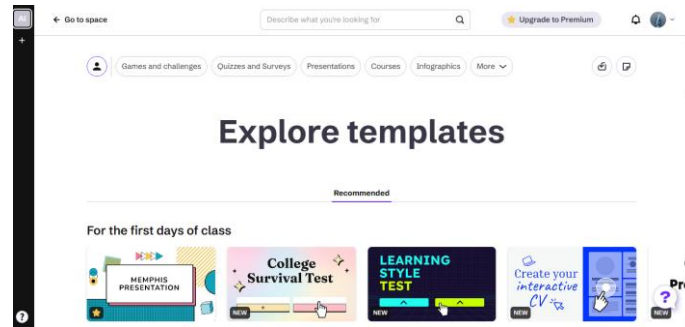 AI
← Go to space
Describe what you're looking for
Upgrade to Premium
+
Games and challenges
Quizzes and Surveys
Presentations
Courses
Infographics
More
Explore templates
Recommended
For the first days of class
MEMPHIS
PRESENTATION
College
Survival Test
NEW
LEARNING
STYLE
TEST
NEW
Create your
interactive
CV
NEW
Pr
?
NEW
?